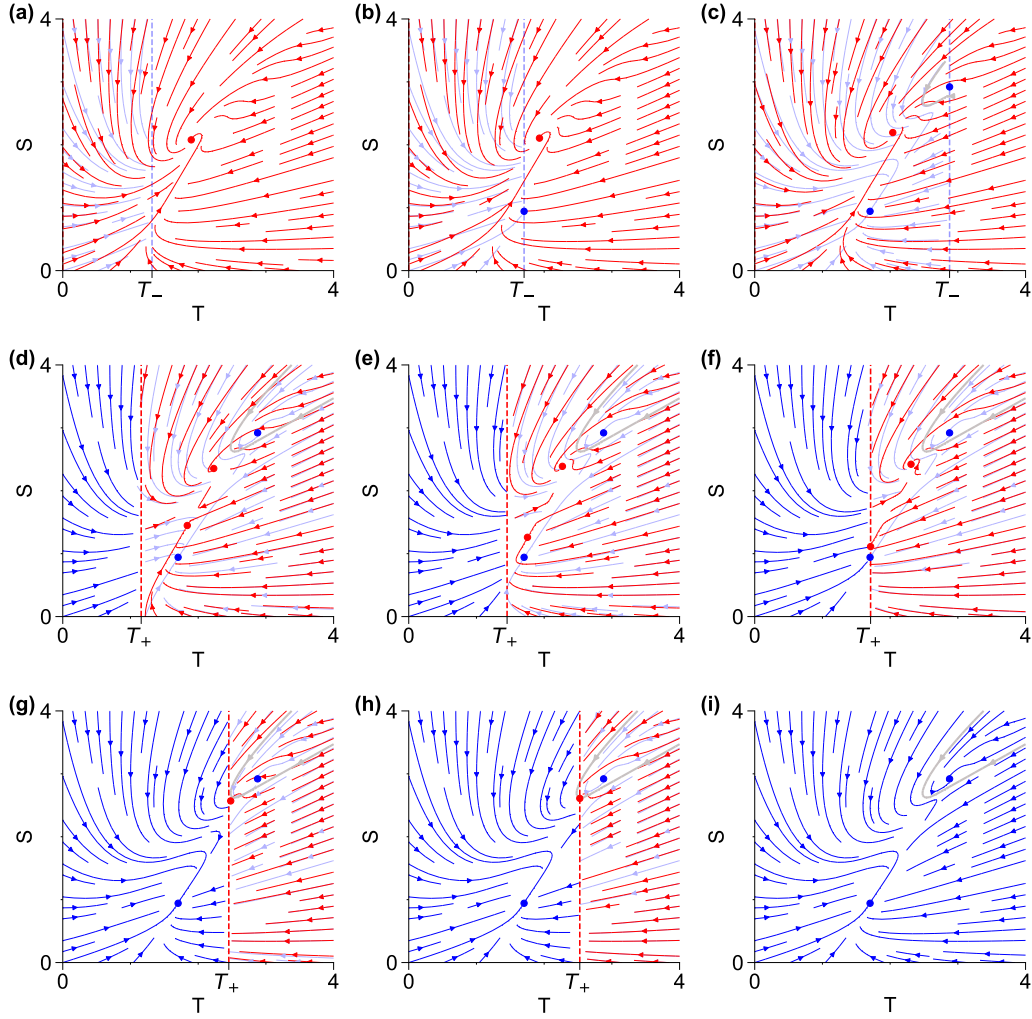 (a) (b) (c)
4 4 4
S S S
0 0 0
0 T₋ 4 0 T₋ 4 0 T₋ 4
T T T
(d) (e) (f)
4 4 4
S S S
0 0 0
0 T₊ 4 0 T₊ 4 0 T₊ 4
T T T
(g) (h) (i)
4 4 4
S S S
0 0 0
0 T₊ 4 0 T₊ 4 0 4
T T T